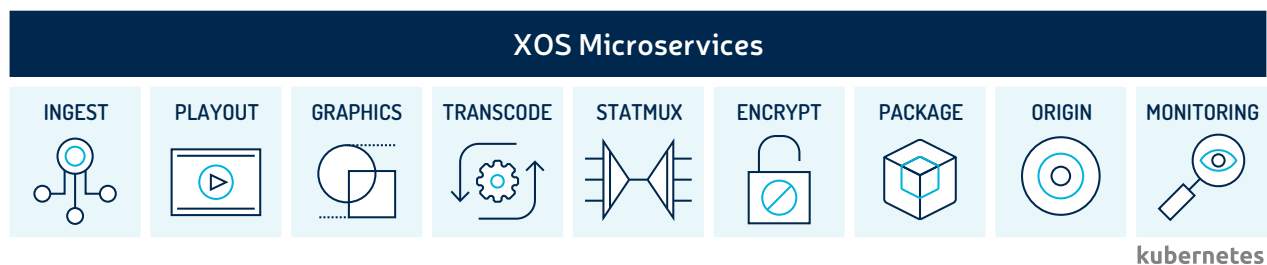 XOS Microservices
INGEST
PLAYOUT
GRAPHICS
TRANSCODE
STATMUX
ENCRYPT
PACKAGE
ORIGIN
MONITORING
kubernetes